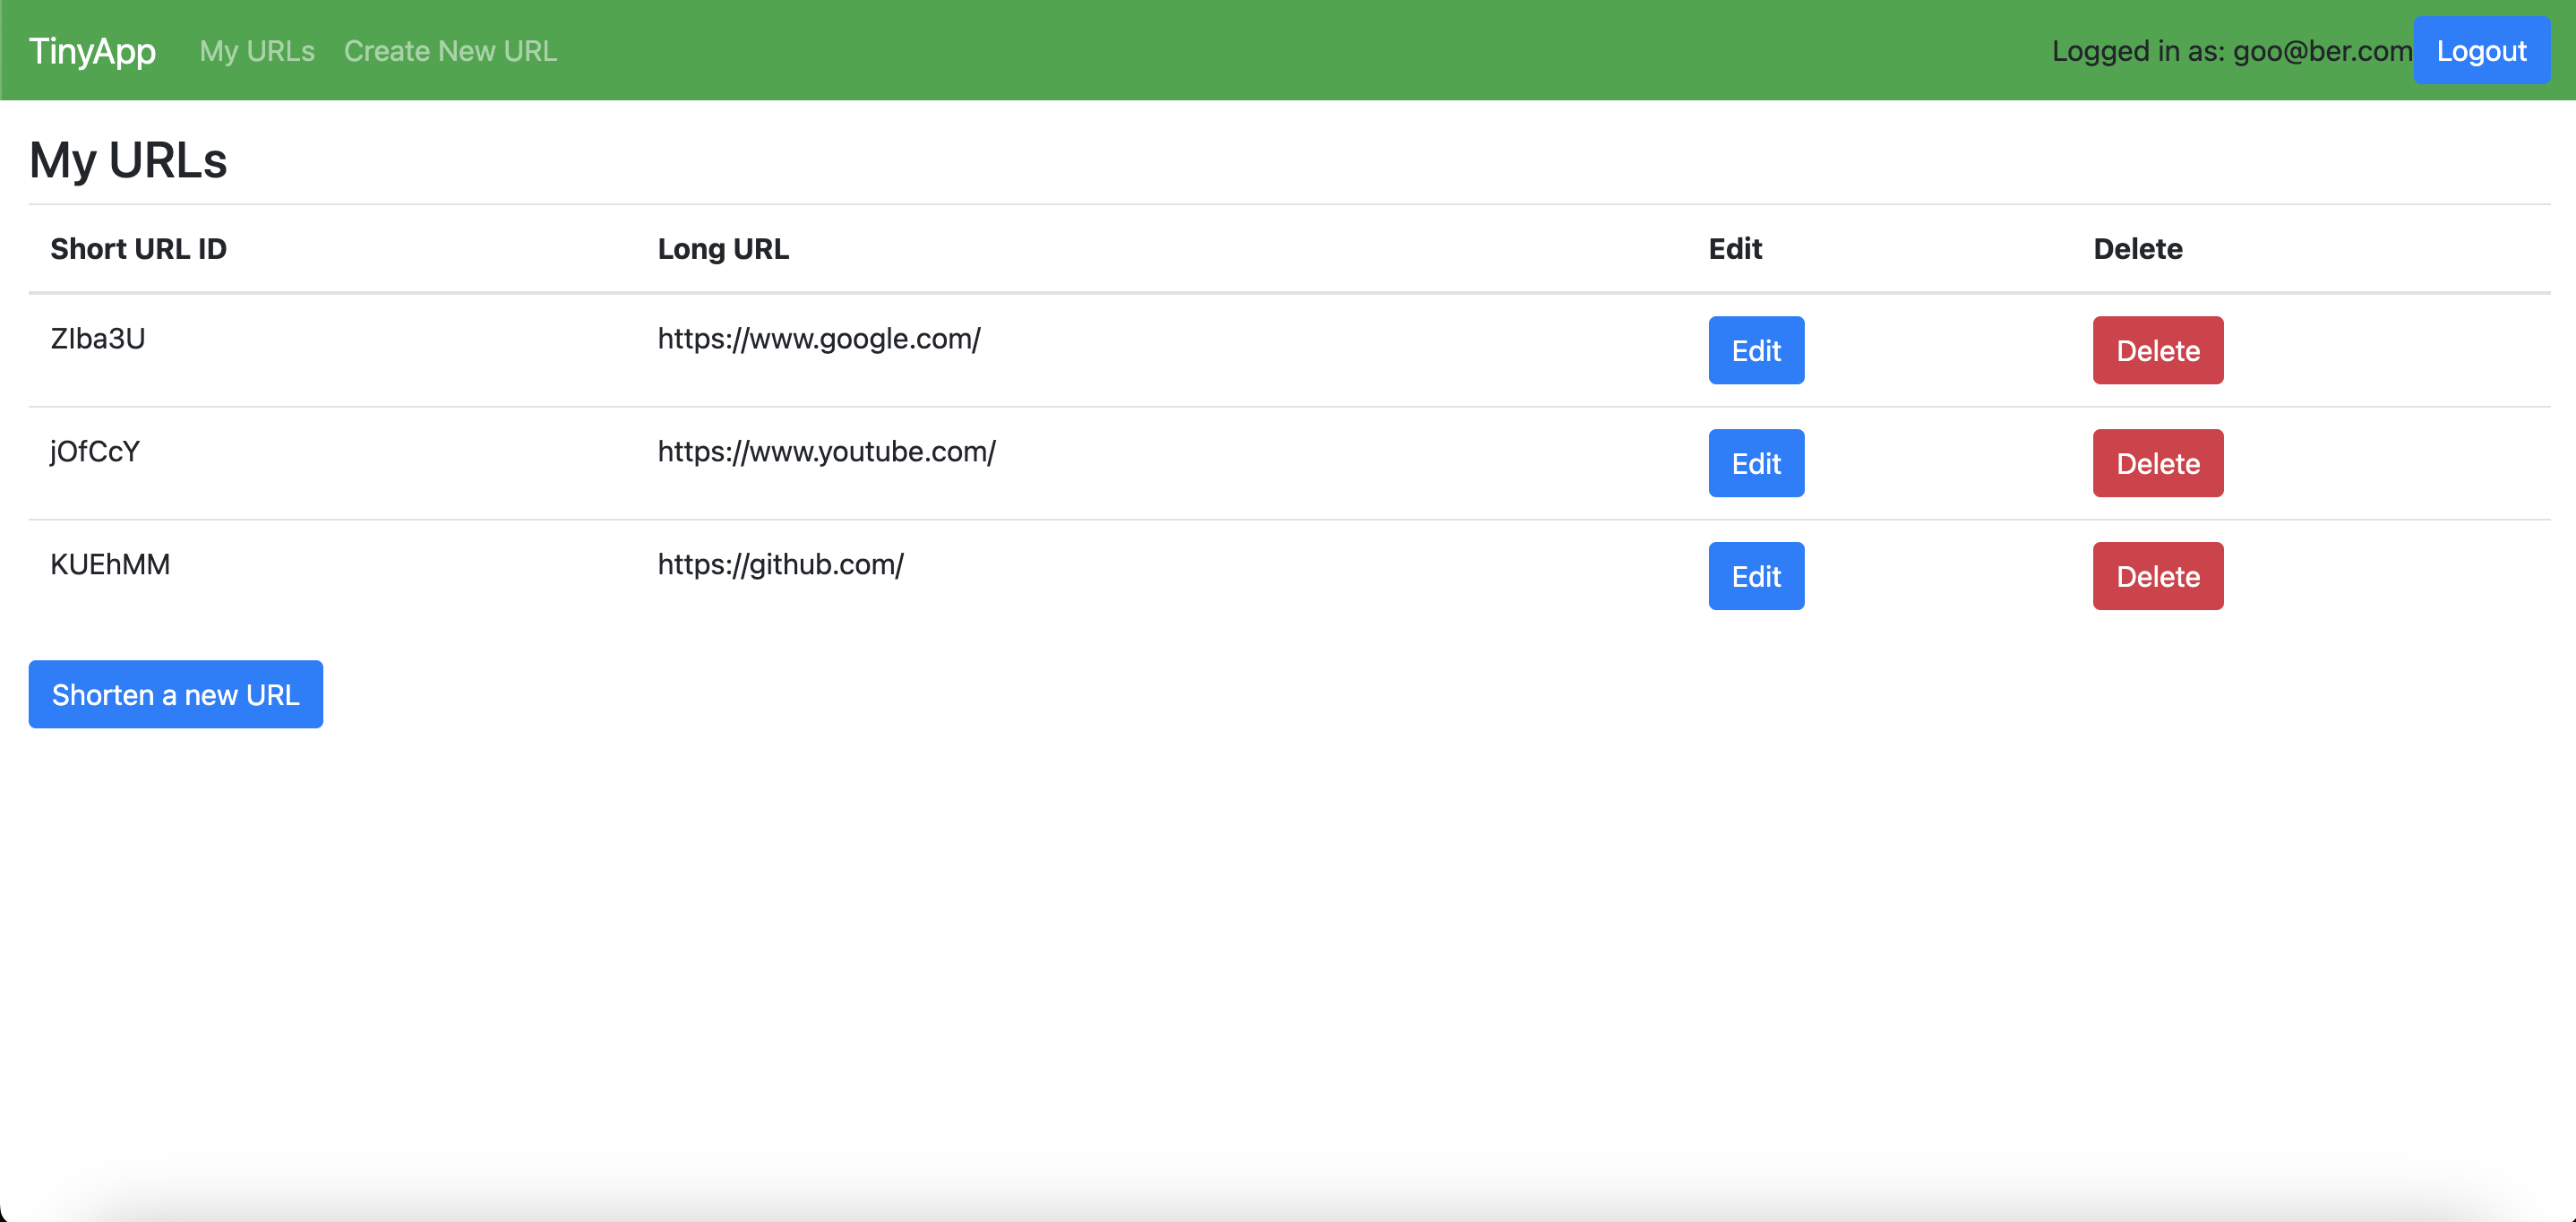 TinyApp My URLs Create New URL Logged in as: goo@ber.com Logout
My URLs
Short URL ID Long URL Edit Delete
ZIba3U https://www.google.com/ Edit Delete
jOfCcY https://www.youtube.com/ Edit Delete
KUEhMM https://github.com/ Edit Delete
Shorten a new URL